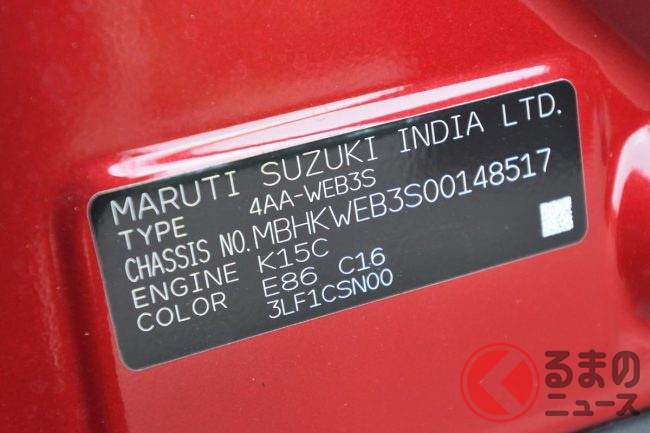 MARUTI SUZUKI INDIA LTD.
TYPE 4AA-WEB3S
CHASSIS NO. MBHKWEB3S00148517
ENGINE K15C
COLOR E86 C16
3LF1CSN00
くるまの
ニュース